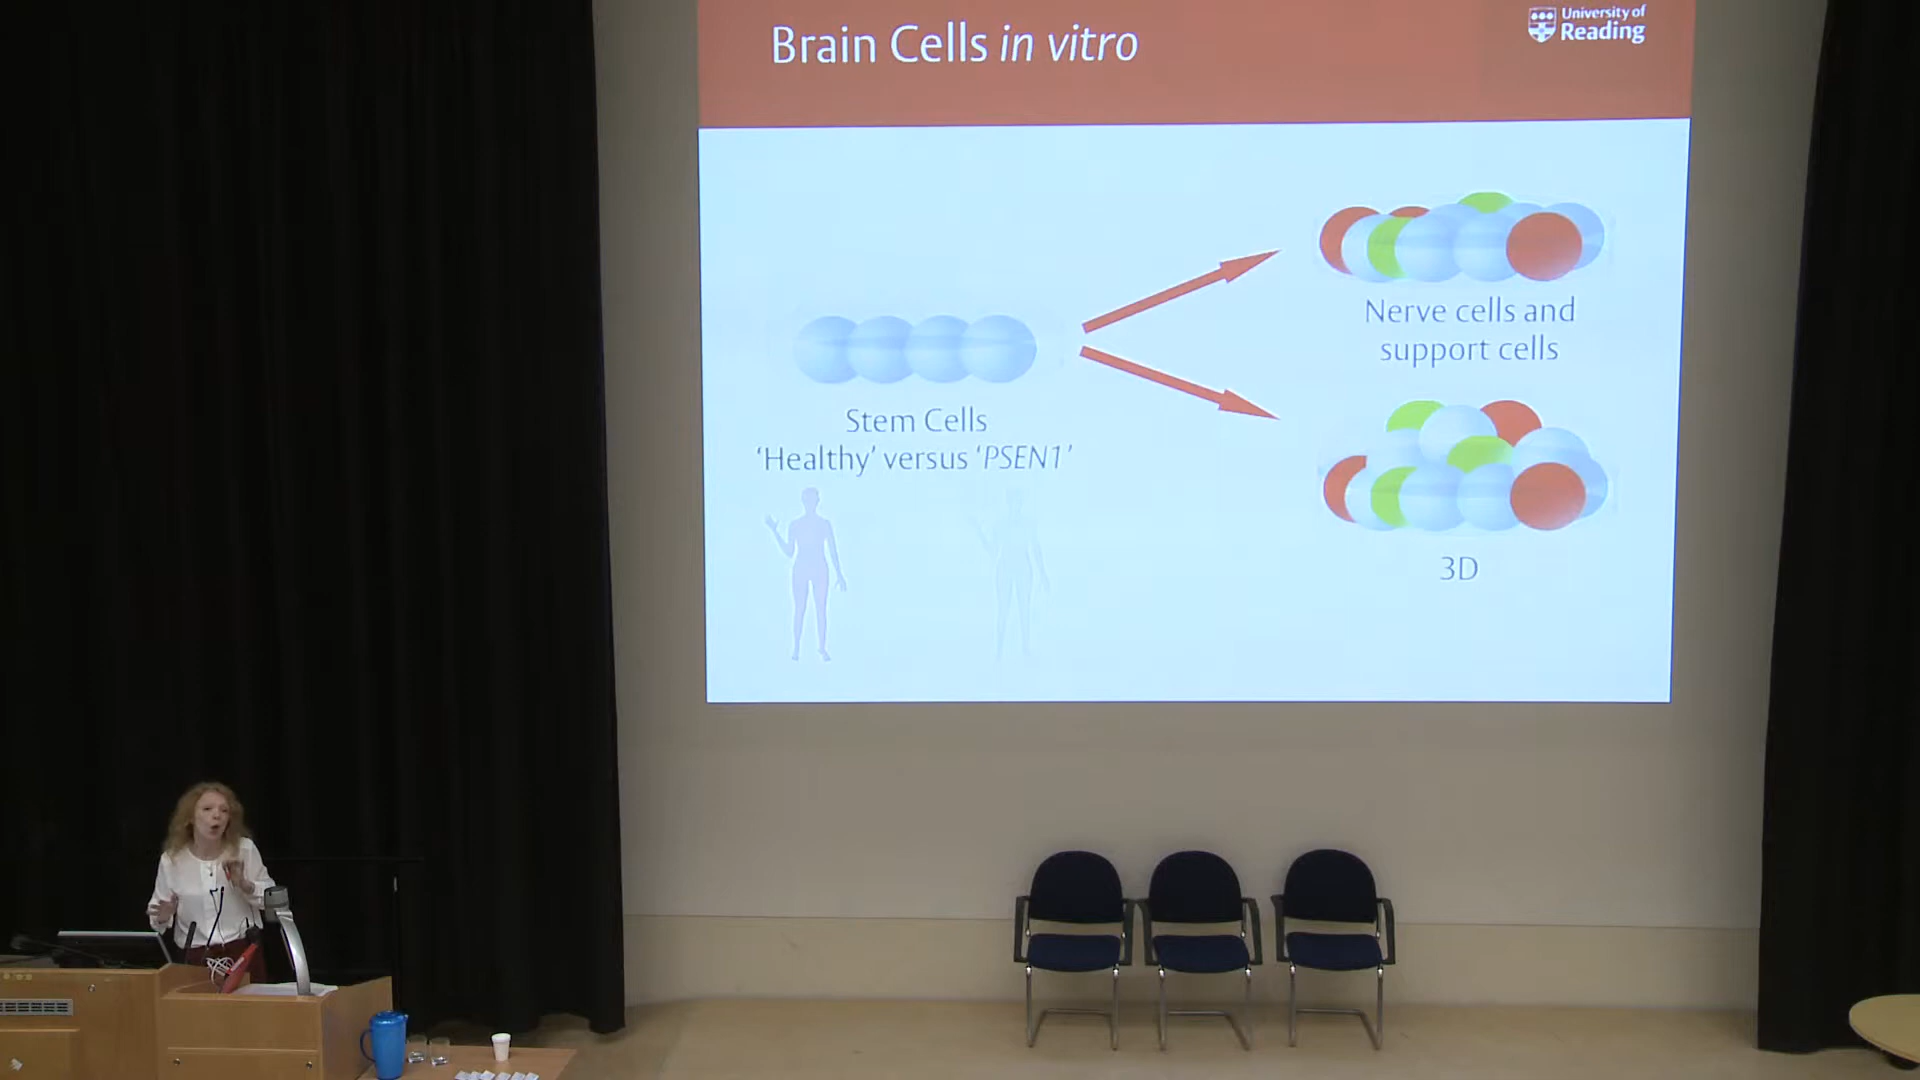 Brain Cells in vitro
University of
Reading
Nerve cells and
support cells
Stem Cells
‘Healthy’ versus ‘PSEN1’
3D